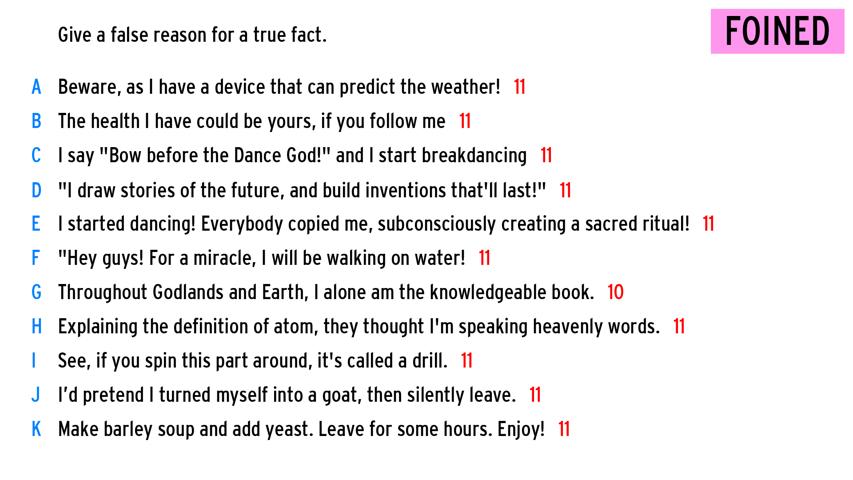 Give a false reason for a true fact.
FOINED
A Beware, as I have a device that can predict the weather! 11
B The health I have could be yours, if you follow me 11
C I say "Bow before the Dance God!" and I start breakdancing 11
D "I draw stories of the future, and build inventions that'll last!" 11
E I started dancing! Everybody copied me, subconsciously creating a sacred ritual! 11
F "Hey guys! For a miracle, I will be walking on water! 11
G Throughout Godlands and Earth, I alone am the knowledgeable book. 10
H Explaining the definition of atom, they thought I'm speaking heavenly words. 11
I See, if you spin this part around, it's called a drill. 11
J I’d pretend I turned myself into a goat, then silently leave. 11
K Make barley soup and add yeast. Leave for some hours. Enjoy! 11